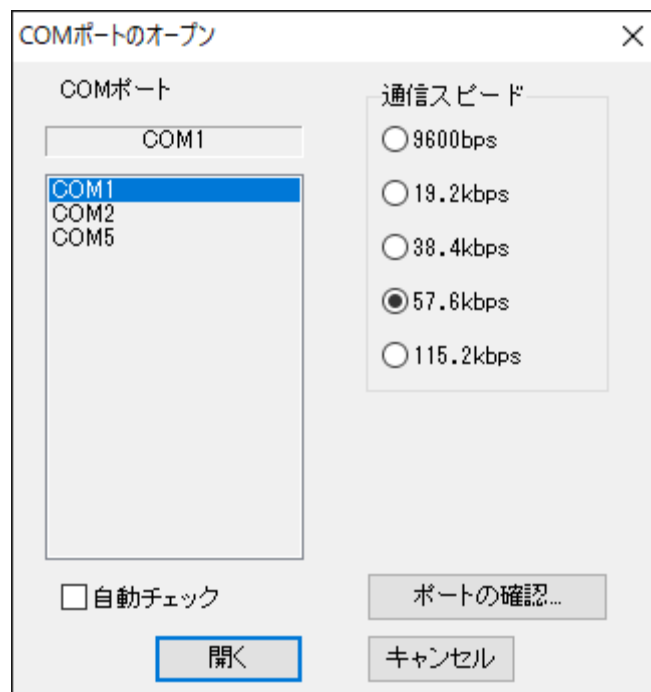 COMポートのオープン
COMポート
COM1
COM1
COM2
COM5
通信スピード
9600bps
19.2kbps
38.4kbps
57.6kbps
115.2kbps
自動チェック
ポートの確認...
開く
キャンセル